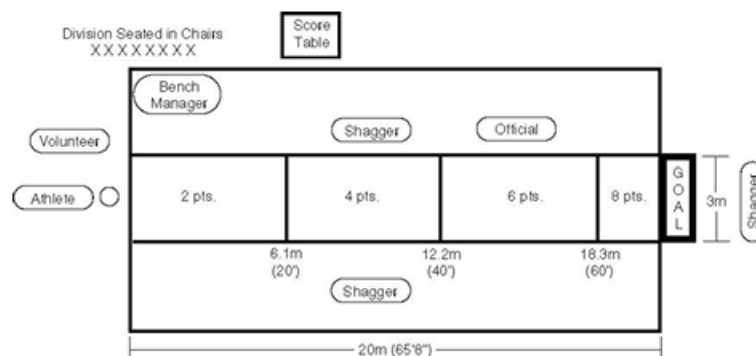 Division Seated in Chairs
X X X X X X X X
Score
Table
Bench
Manager
Volunteer
Shagger
Official
Athlete
2 pts.
4 pts.
6 pts.
8 pts.
GOAL
3m
Shagger
6.1m
(20')
12.2m
(40')
18.3m
(60')
Shagger
20m (65'8")